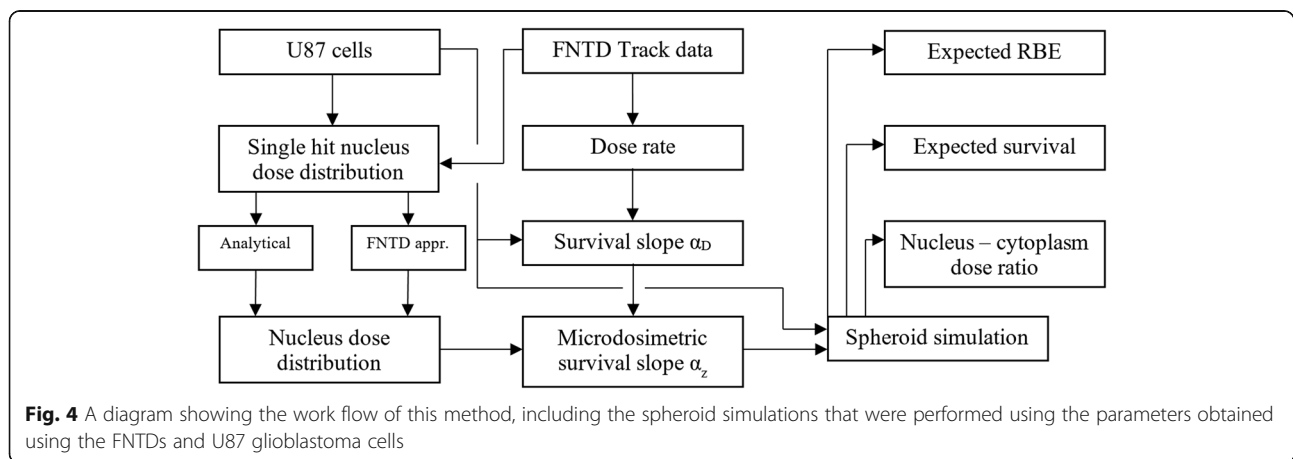 U87 cells
FNTD Track data
Expected RBE
Single hit nucleus
dose distribution
Dose rate
Expected survival
Analytical
FNTD appr.
Survival slope αD
Nucleus – cytoplasm
dose ratio
Nucleus dose
distribution
Microdosimetric
survival slope αz
Spheroid simulation
Fig. 4 A diagram showing the work flow of this method, including the spheroid simulations that were performed using the parameters obtained
using the FNTDs and U87 glioblastoma cells